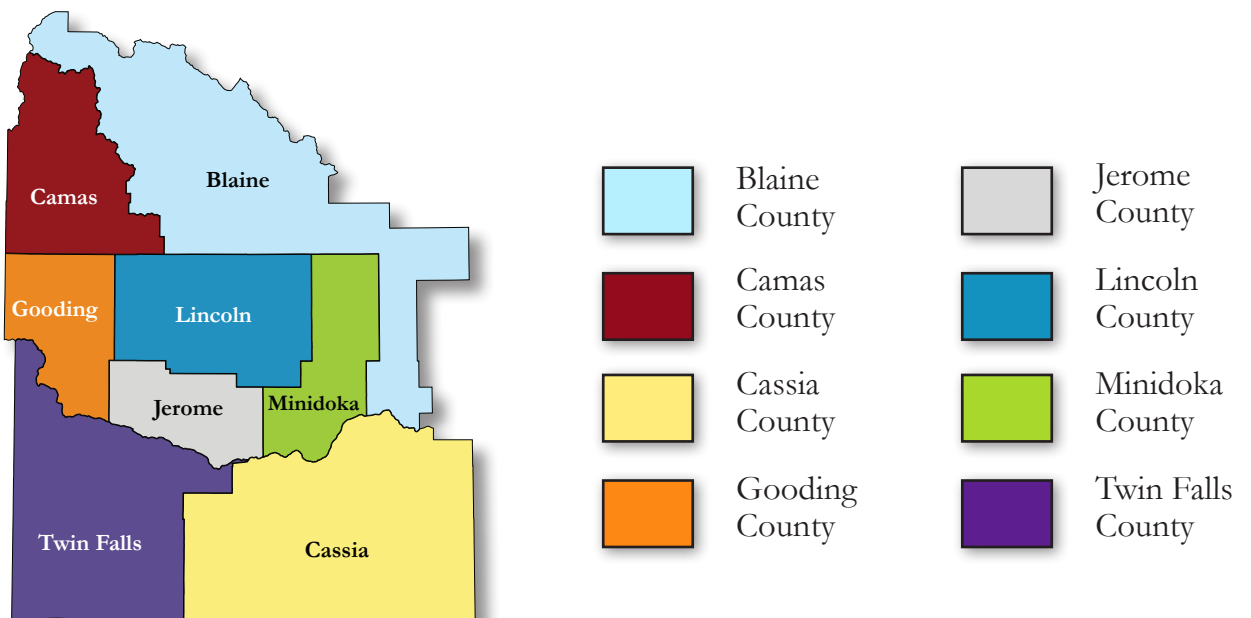 Blaine
Camas
Gooding
Lincoln
Jerome
Minidoka
Twin Falls
Cassia
Blaine
County
Camas
County
Cassia
County
Gooding
County
Jerome
County
Lincoln
County
Minidoka
County
Twin Falls
County